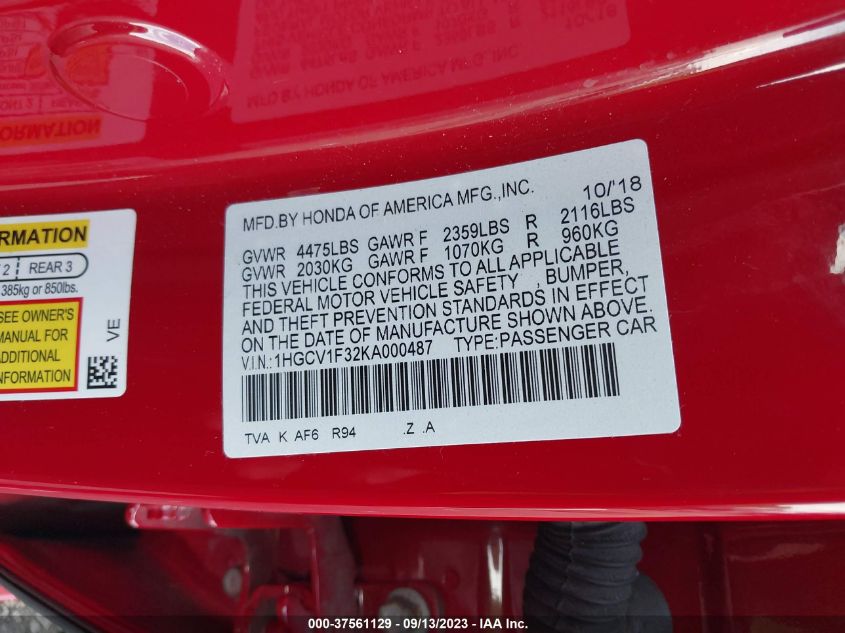 MFD.BY HONDA OF AMERICA MFG.,INC. 10/'18
GVWR 4475LBS GAWR F 2359LBS R 2116LBS
GVWR 2030KG GAWR F 1070KG R 960KG
THIS VEHICLE CONFORMS TO ALL APPLICABLE
FEDERAL MOTOR VEHICLE SAFETY , BUMPER,
AND THEFT PREVENTION STANDARDS IN EFFECT
ON THE DATE OF MANUFACTURE SHOWN ABOVE.
V.I.N.:1HGCV1F32KA000487 TYPE:PASSENGER CAR
TVA K AF6 R94 .Z .A
RMATION
2 REAR 3
385kg or 850lbs.
SEE OWNER'S
MANUAL FOR
ADDITIONAL
INFORMATION
VE
ORMATION
000-37561129 - 09/13/2023 - IAA Inc.